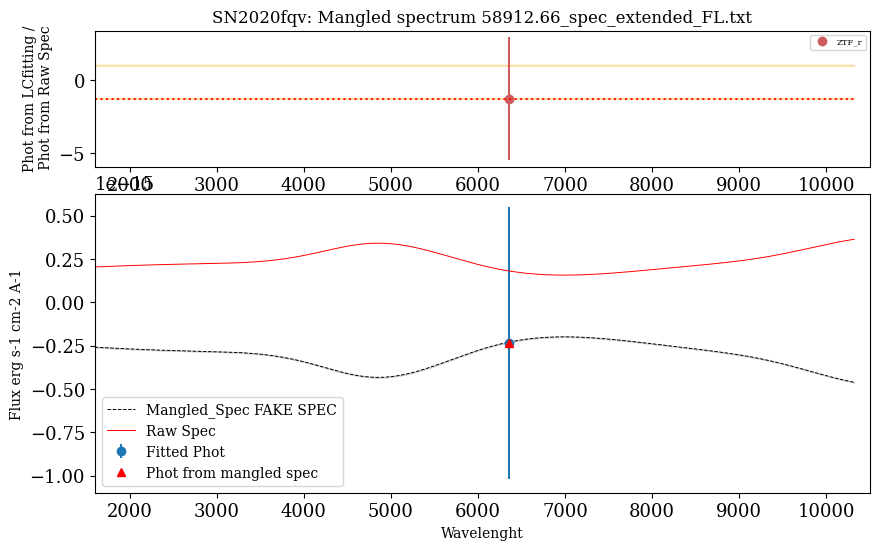 SN2020fqv: Mangled spectrum 58912.66_spec_extended_FL.txt
Phot from LCfitting /
Phot from Raw Spec
0
−5
ZTF_r
2000 3000 4000 5000 6000 7000 8000 9000 10000
1e−15
Flux erg s-1 cm-2 A-1
0.50
0.25
0.00
−0.25
−0.50
−0.75
−1.00
Mangled_Spec FAKE SPEC
Raw Spec
Fitted Phot
Phot from mangled spec
2000 3000 4000 5000 6000 7000 8000 9000 10000
Wavelenght